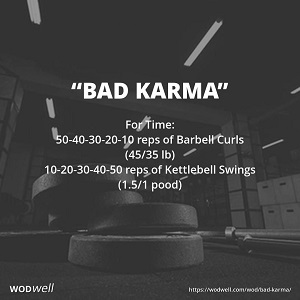 “BAD KARMA”
For Time:
50-40-30-20-10 reps of Barbell Curls
(45/35 lb)
10-20-30-40-50 reps of Kettlebell Swings
(1.5/1 pood)
WODwell
https://wodwell.com/wod/bad-karma/